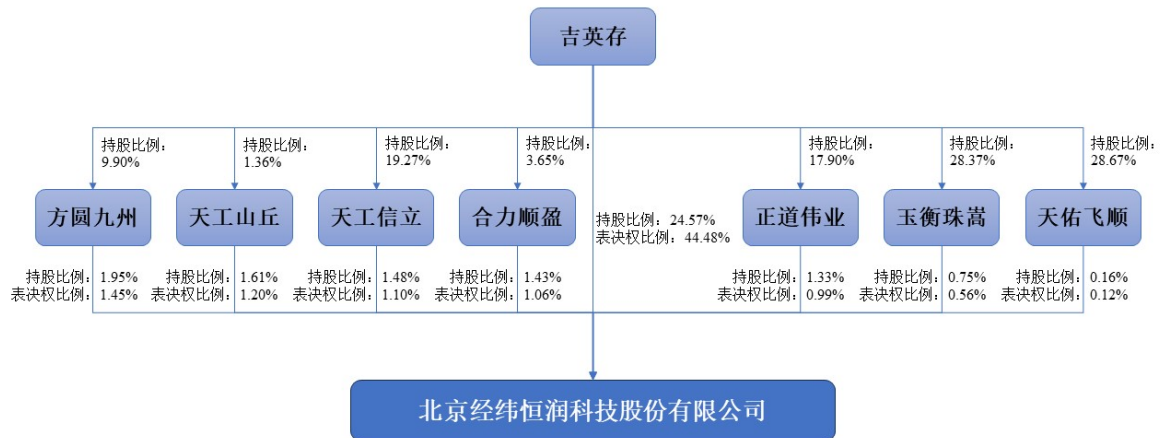 吉英存
持股比例：
9.90%
持股比例：
1.36%
持股比例：
19.27%
持股比例：
3.65%
持股比例：
17.90%
持股比例：
28.37%
持股比例：
28.67%
方圆九州
天工山丘
天工信立
合力顺盈
持股比例：24.57%
表决权比例：44.48%
正道伟业
玉衡珠嵩
天佑飞顺
持股比例：1.95%
表决权比例：1.45%
持股比例：1.61%
表决权比例：1.20%
持股比例：1.48%
表决权比例：1.10%
持股比例：1.43%
表决权比例：1.06%
持股比例：1.33%
表决权比例：0.99%
持股比例：0.75%
表决权比例：0.56%
持股比例：0.16%
表决权比例：0.12%
北京经纬恒润科技股份有限公司